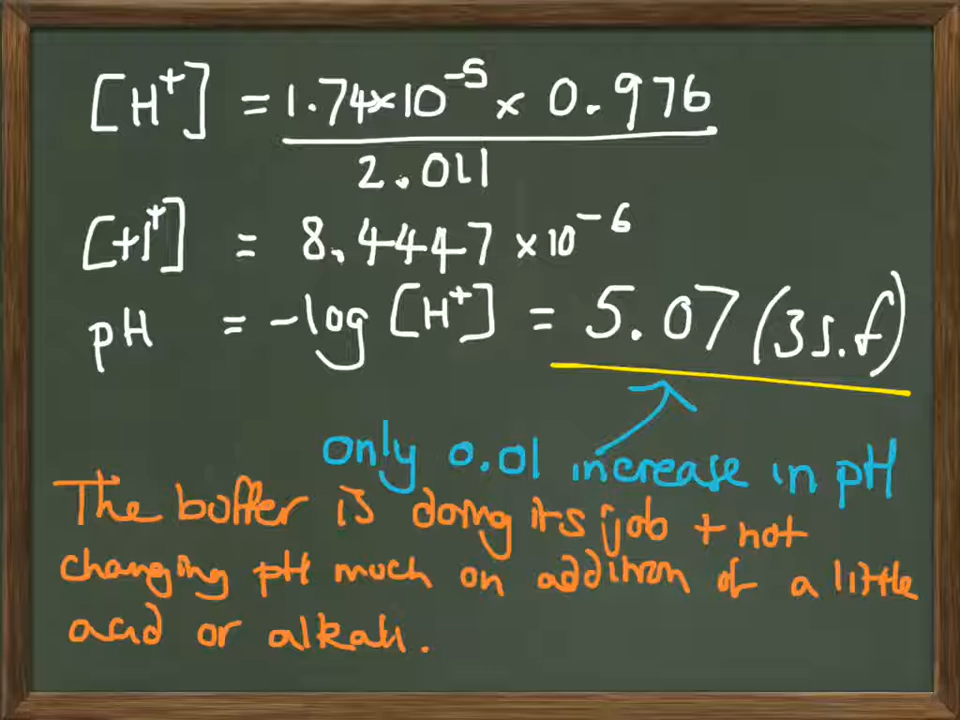 [H⁺] = 1.74×10⁻⁵ × 0.976
2.011
[H⁺] = 8.4447 ×10⁻⁶
pH = -log [H⁺] = 5.07 (3s.f)
only 0.01 increase in pH
The buffer is doing its job + not
changing pH much on addition of a little
acid or alkali.